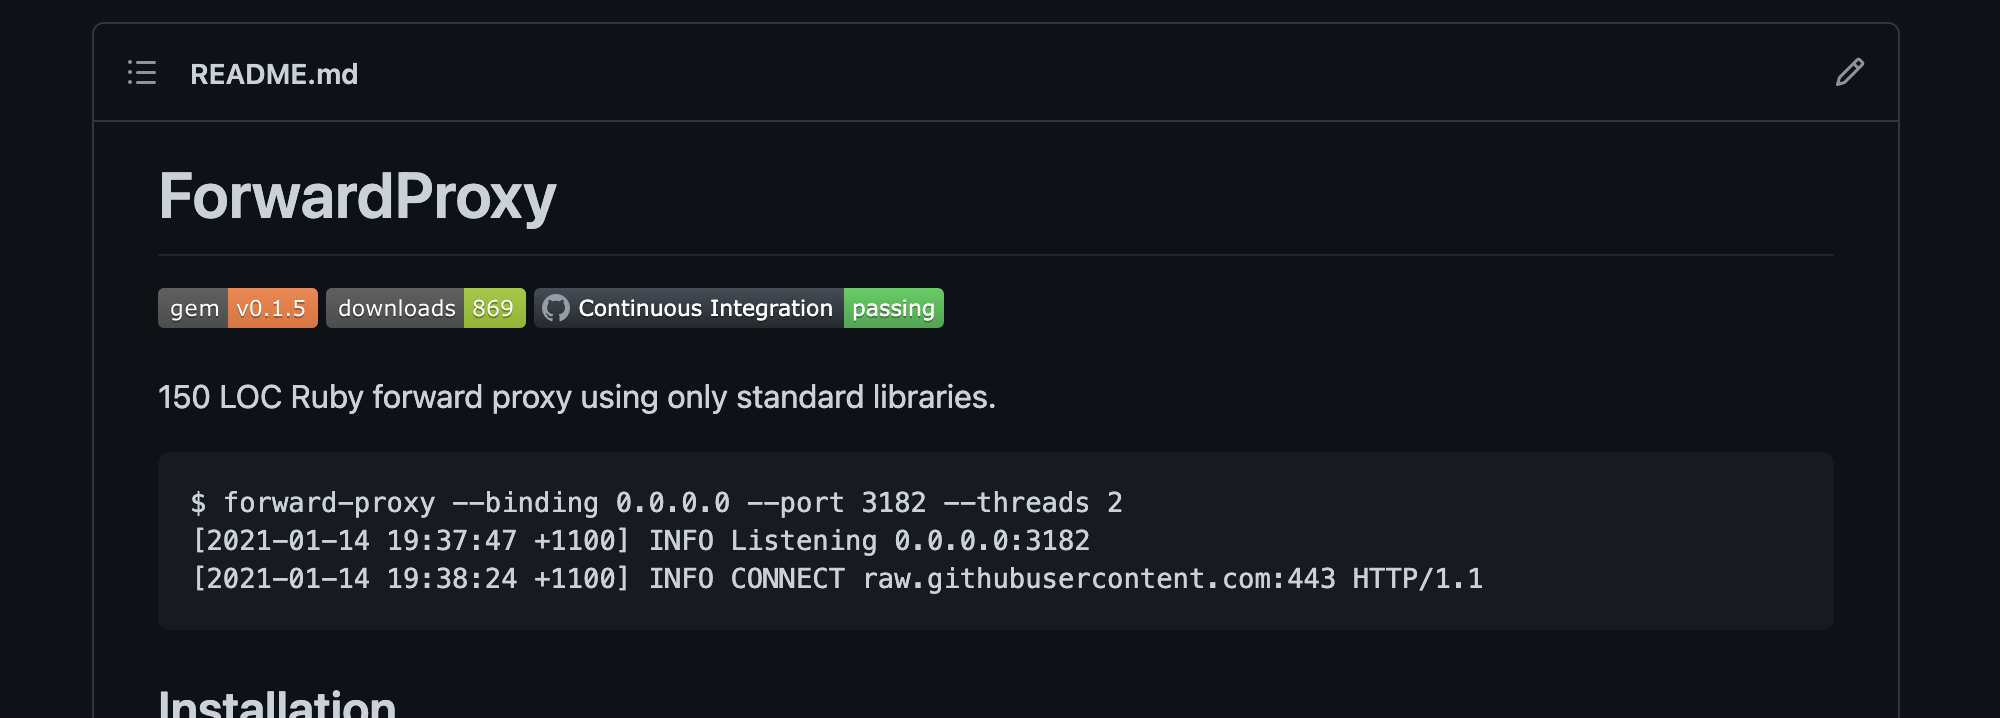 README.md
ForwardProxy
gem v0.1.5 downloads 869 Continuous Integration passing
150 LOC Ruby forward proxy using only standard libraries.
$ forward-proxy --binding 0.0.0.0 --port 3182 --threads 2
[2021-01-14 19:37:47 +1100] INFO Listening 0.0.0.0:3182
[2021-01-14 19:38:24 +1100] INFO CONNECT raw.githubusercontent.com:443 HTTP/1.1
Installation